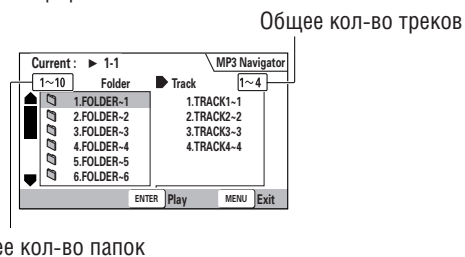 Общее кол-во треков
Current : ► 1-1 MP3 Navigator
1~10 Folder Track 1~4
1.FOLDER~1 1.TRACK1~1
2.FOLDER~2 2.TRACK2~2
3.FOLDER~3 3.TRACK3~3
4.FOLDER~4 4.TRACK4~4
5.FOLDER~5
6.FOLDER~6
ENTER Play MENU Exit
кол-во папок